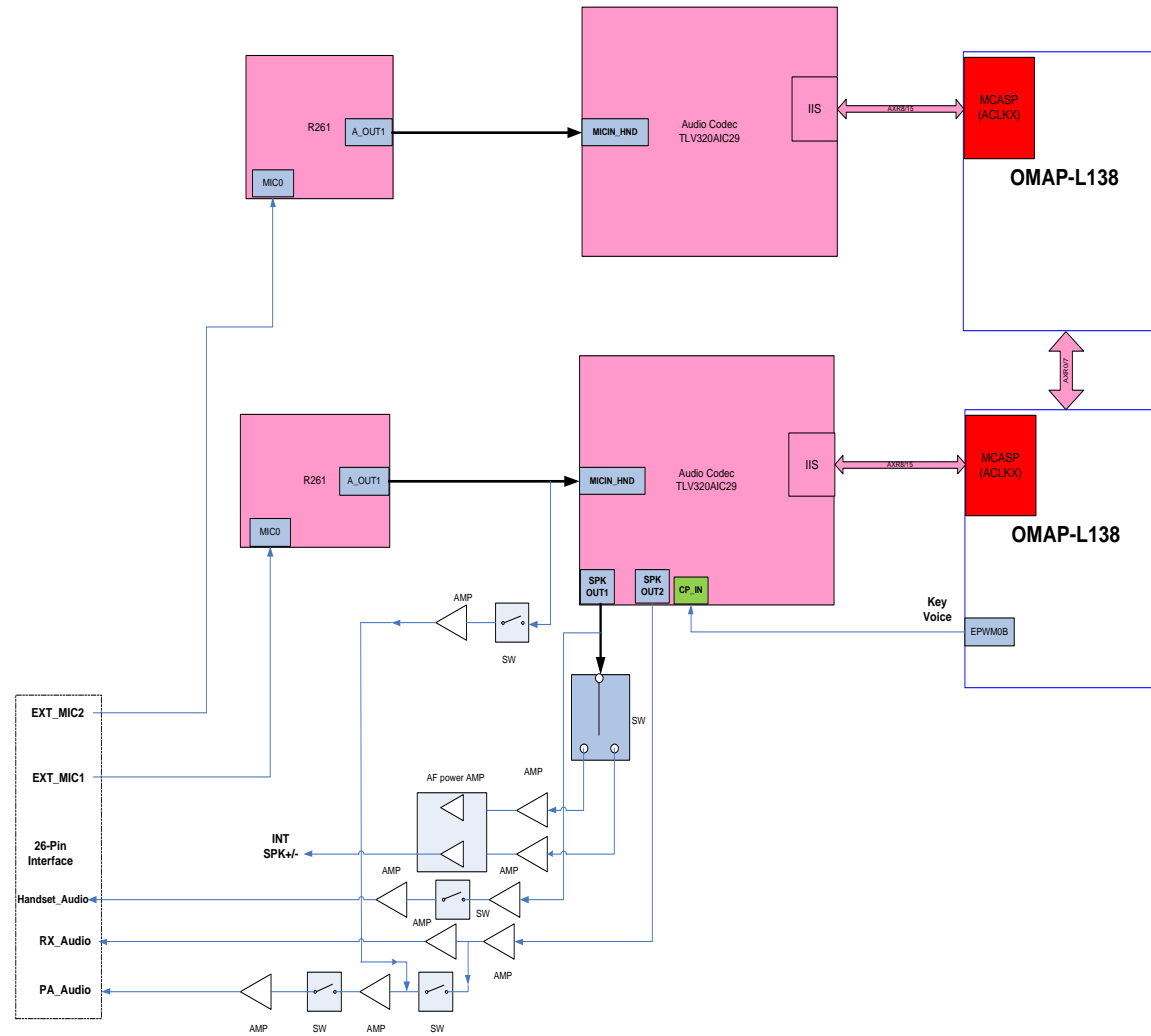 R261
A_OUT1
MIC0
MICIN_HND
Audio Codec
TLV320AIC29
IIS
AXR8/15
MCASP
(ACLKX)
OMAP-L138
AXR0/7
R261
A_OUT1
MIC0
MICIN_HND
Audio Codec
TLV320AIC29
IIS
AXR8/15
MCASP
(ACLKX)
OMAP-L138
SPK
OUT1
SPK
OUT2
CP_IN
Key
Voice
EPWM0B
AMP
SW
SW
EXT_MIC2
EXT_MIC1
AF power AMP
AMP
26-Pin
Interface
INT
SPK+/-
AMP
AMP
Handset_Audio
SW
AMP
RX_Audio
AMP
PA_Audio
AMP
SW
AMP
SW